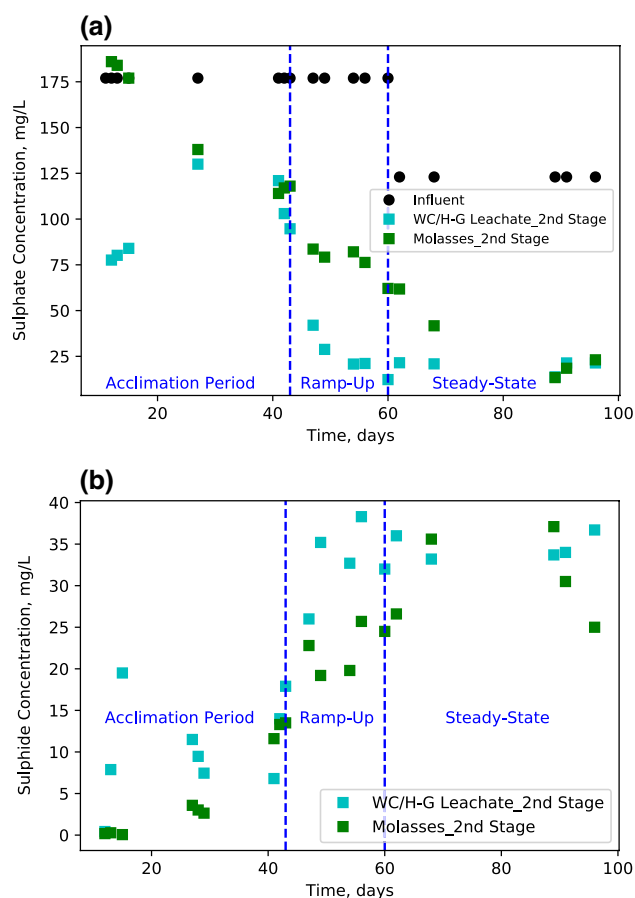 (a)
Sulphate Concentration, mg/L
175
150
125
100
75
50
25
Influent
WC/H-G Leachate_2nd Stage
Molasses_2nd Stage
Acclimation Period Ramp-Up Steady-State
20 40 60 80 100
Time, days
(b)
Sulphide Concentration, mg/L
40
35
30
25
20
15
10
5
0
Acclimation Period Ramp-Up Steady-State
WC/H-G Leachate_2nd Stage
Molasses_2nd Stage
20 40 60 80 100
Time, days